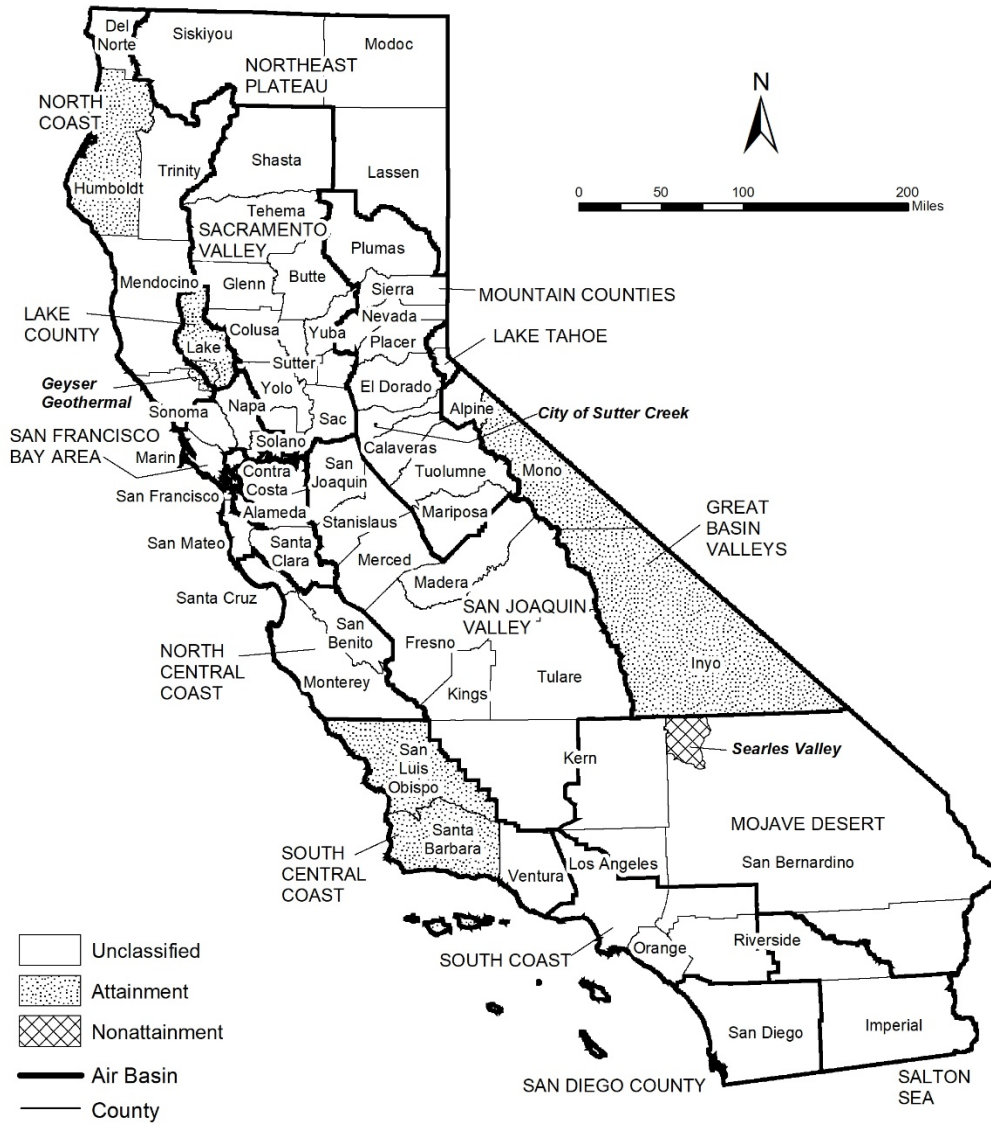 Del
Norte
Siskiyou
Modoc
NORTHEAST
PLATEAU
NORTH
COAST
N
Shasta
Trinity
Lassen
Humboldt
0 50 100 200
Miles
Tehema
SACRAMENTO
VALLEY
Plumas
Butte
Mendocino
Glenn
Sierra
MOUNTAIN COUNTIES
LAKE
COUNTY
Nevada
Colusa
Yuba
Placer
LAKE TAHOE
Lake
Sutter
Geyser
Geothermal
Yolo
El Dorado
Napa
Alpine
City of Sutter Creek
Sonoma
Sac
SAN FRANCISCO
BAY AREA
Solano
Calaveras
Marin
Contra
Costa
San
Joaquin
Tuolumne
Mono
San Francisco
Alameda
Mariposa
GREAT
BASIN
VALLEYS
Stanislaus
San Mateo
Santa
Clara
Merced
Madera
Santa Cruz
SAN JOAQUIN
VALLEY
San
Benito
Fresno
NORTH
CENTRAL
COAST
Inyo
Monterey
Kings
Tulare
San
Luis
Obispo
Kern
Searles Valley
MOJAVE DESERT
Santa
Barbara
SOUTH
CENTRAL
COAST
Los Angeles
San Bernardino
Ventura
Unclassified
Orange
Riverside
SOUTH COAST
Attainment
Nonattainment
San Diego
Imperial
Air Basin
SAN DIEGO COUNTY
SALTON
SEA
County